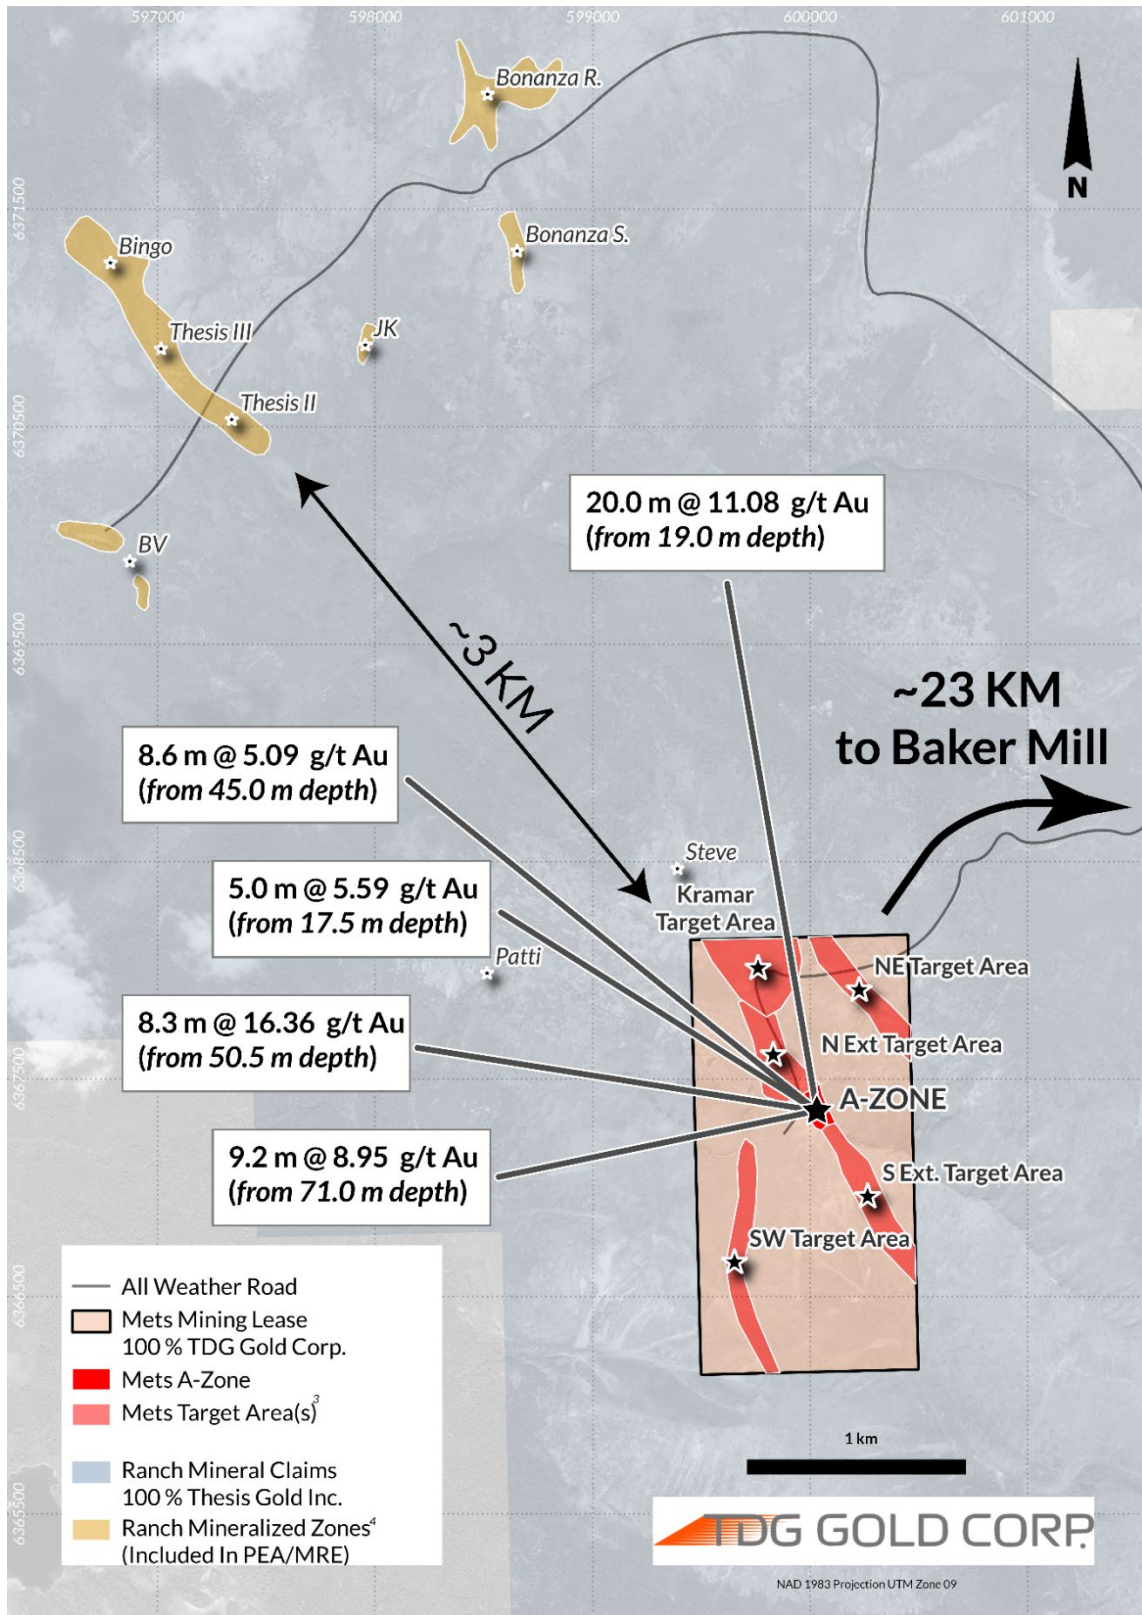 597000
598000
599000
600000
601000
Bonanza R.
N
6371500
Bonanza S.
Bingo
Thesis III
JK
Thesis II
6370500
20.0 m @ 11.08 g/t Au
(from 19.0 m depth)
BV
6369500
~3 KM
~23 KM
to Baker Mill
8.6 m @ 5.09 g/t Au
(from 45.0 m depth)
6368500
Steve
Kramar
Target Area
5.0 m @ 5.59 g/t Au
(from 17.5 m depth)
Patti
NE Target Area
8.3 m @ 16.36 g/t Au
(from 50.5 m depth)
N Ext Target Area
6367500
A-ZONE
9.2 m @ 8.95 g/t Au
(from 71.0 m depth)
S Ext. Target Area
SW Target Area
6366500
All Weather Road
Mets Mining Lease
100 % TDG Gold Corp.
Mets A-Zone
Mets Target Area(s)³
Ranch Mineral Claims
100 % Thesis Gold Inc.
Ranch Mineralized Zones⁴
(Included In PEA/MRE)
6365500
1 km
TDG GOLD CORP.
NAD 1983 Projection UTM Zone 09